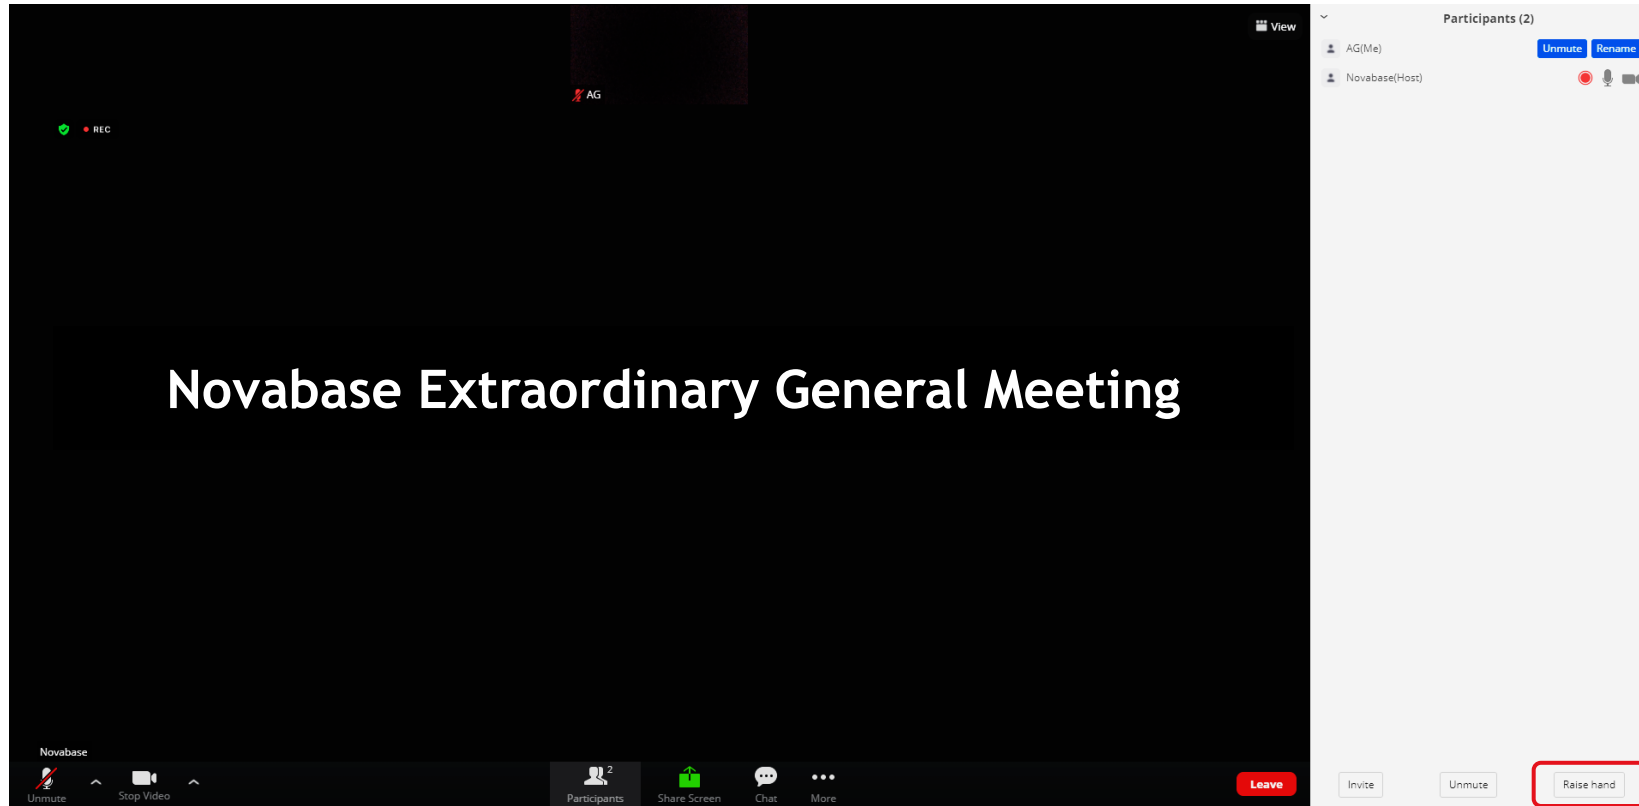 View
Participants (2)
AG(Me)
Unmute
Rename
Novabase(Host)
AG
REC
Novabase Extraordinary General Meeting
Novabase
Unmute
Stop Video
2
Participants
Share Screen
Chat
More
Leave
Invite
Unmute
Raise hand